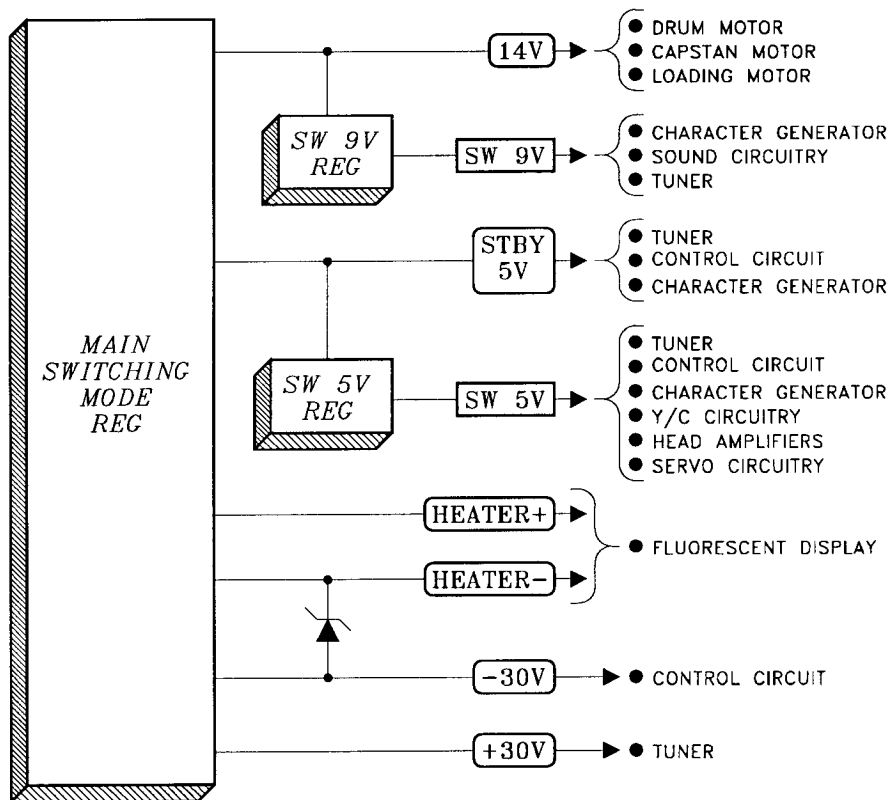 14V
● DRUM MOTOR
● CAPSTAN MOTOR
● LOADING MOTOR
SW 9V
REG
SW 9V
● CHARACTER GENERATOR
● SOUND CIRCUITRY
● TUNER
STBY
5V
● TUNER
● CONTROL CIRCUIT
● CHARACTER GENERATOR
MAIN
SWITCHING
MODE
REG
SW 5V
REG
SW 5V
● TUNER
● CONTROL CIRCUIT
● CHARACTER GENERATOR
● Y/C CIRCUITRY
● HEAD AMPLIFIERS
● SERVO CIRCUITRY
HEATER+
HEATER-
● FLUORESCENT DISPLAY
-30V
● CONTROL CIRCUIT
+30V
● TUNER